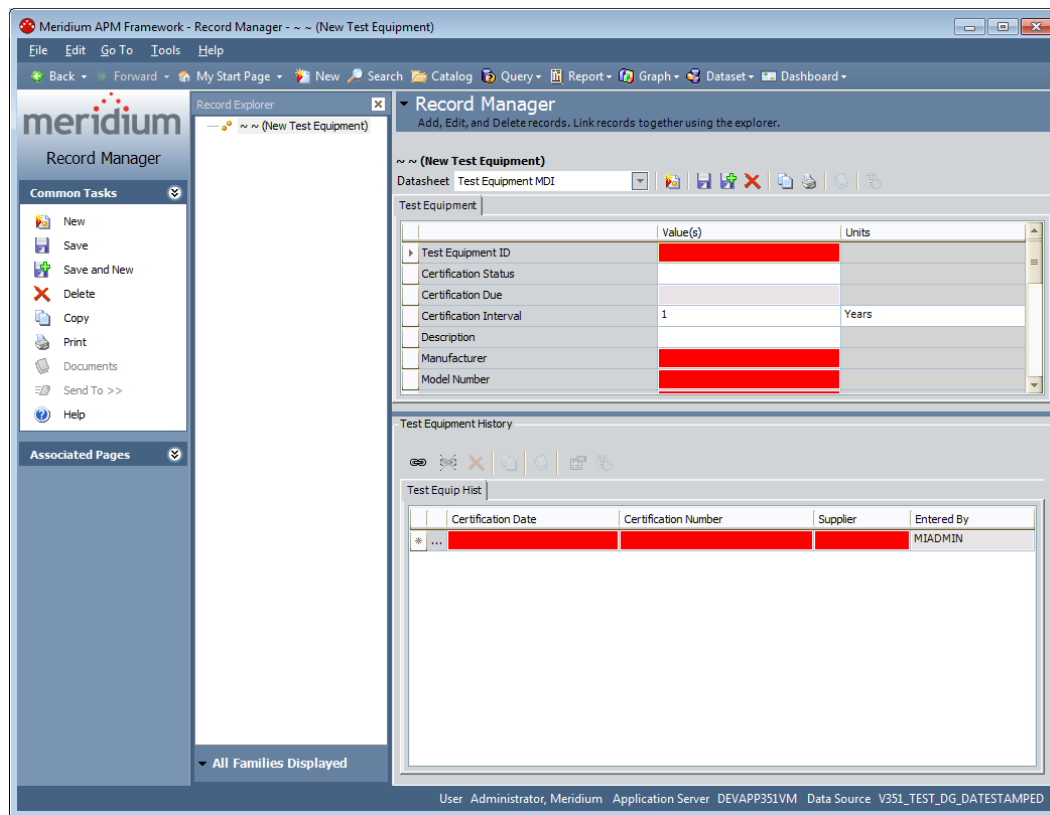 Meridium APM Framework - Record Manager - ~ ~ (New Test Equipment)
File Edit Go To Tools Help
Back Forward My Start Page New Search Catalog Query Report Graph Dataset Dashboard
meridium
Record Manager
Common Tasks
New
Save
Save and New
Delete
Copy
Print
Documents
Send To >>
Help
Associated Pages
Record Explorer
~ ~ (New Test Equipment)
All Families Displayed
Record Manager
Add, Edit, and Delete records. Link records together using the explorer.
~ ~ (New Test Equipment)
Datasheet Test Equipment MDI
Test Equipment
Value(s) Units
Test Equipment ID
Certification Status
Certification Due
Certification Interval 1 Years
Description
Manufacturer
Model Number
Test Equipment History
Test Equip Hist
Certification Date Certification Number Supplier Entered By
... MIADMIN
User Administrator, Meridium Application Server DEVAPP351VM Data Source V351_TEST_DG_DATESTAMPED